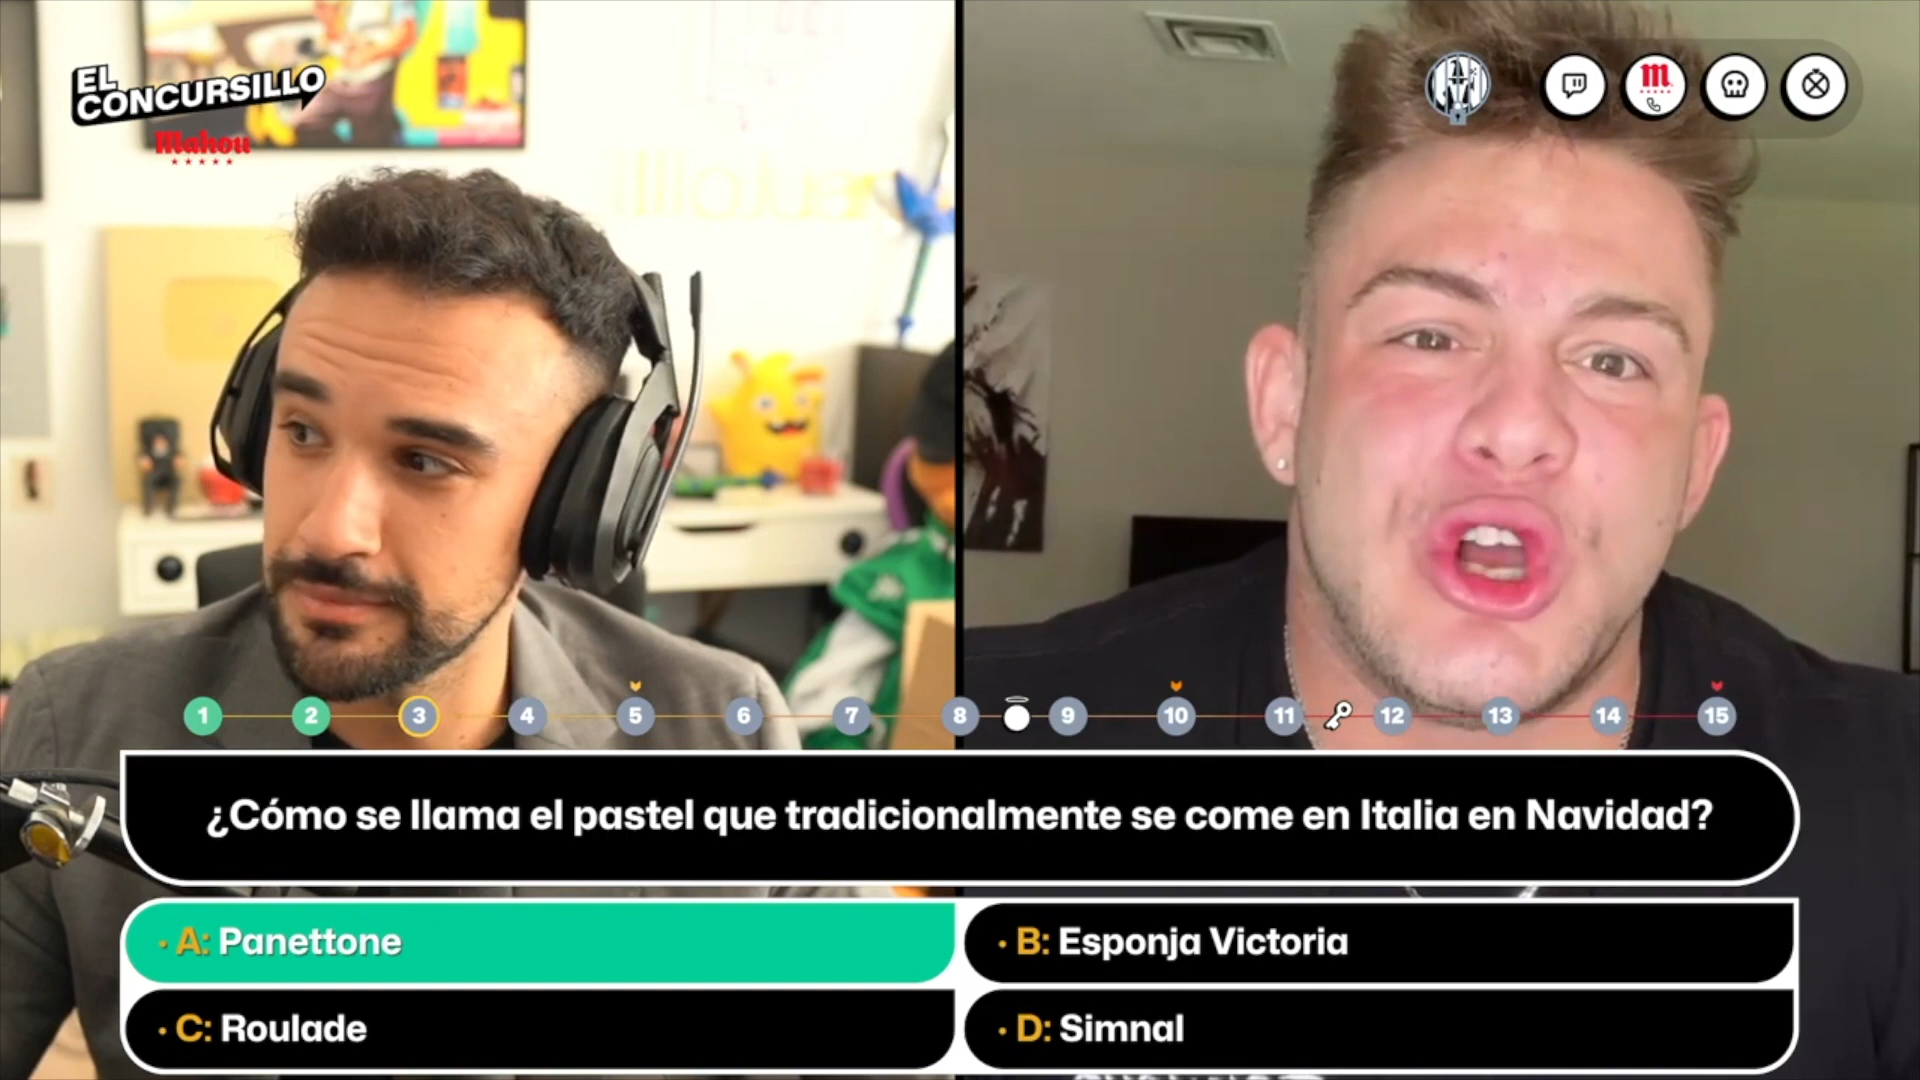 EL
CONCURSILLO
Mahou
m
1
2
3
4
5
6
7
8
9
10
11
12
13
14
15
¿Cómo se llama el pastel que tradicionalmente se come en Italia en Navidad?
· A: Panettone
· B: Esponja Victoria
· C: Roulade
· D: Simnal